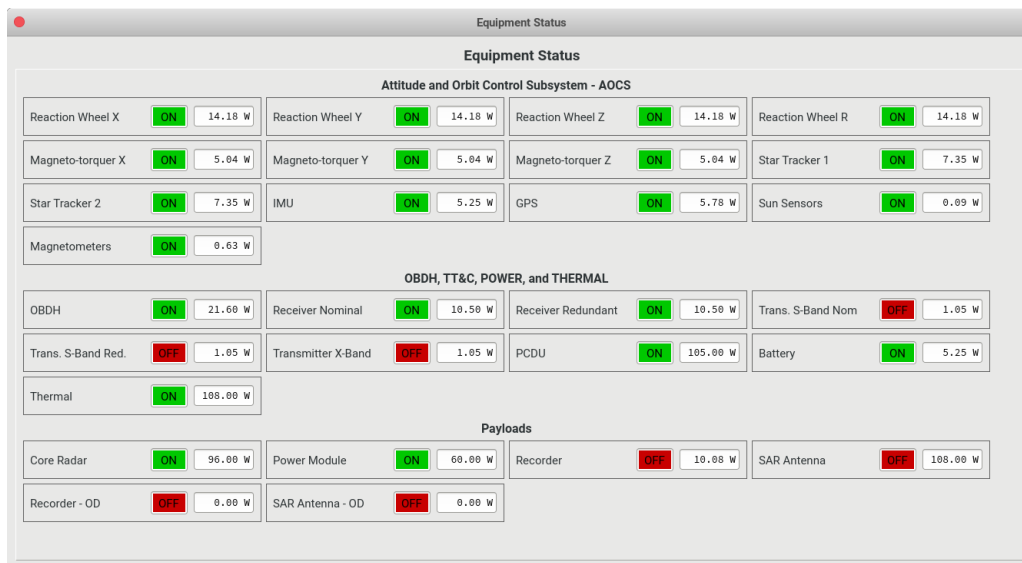 Equipment Status
Equipment Status
Attitude and Orbit Control Subsystem - AOCS
Reaction Wheel X ON 14.18 W Reaction Wheel Y ON 14.18 W Reaction Wheel Z ON 14.18 W Reaction Wheel R ON 14.18 W
Magneto-torquer X ON 5.04 W Magneto-torquer Y ON 5.04 W Magneto-torquer Z ON 5.04 W Star Tracker 1 ON 7.35 W
Star Tracker 2 ON 7.35 W IMU ON 5.25 W GPS ON 5.78 W Sun Sensors ON 0.09 W
Magnetometers ON 0.63 W
OBDH, TT&C, POWER, and THERMAL
OBDH ON 21.60 W Receiver Nominal ON 10.50 W Receiver Redundant ON 10.50 W Trans. S-Band Nom OFF 1.05 W
Trans. S-Band Red. OFF 1.05 W Transmitter X-Band OFF 1.05 W PCDU ON 105.00 W Battery ON 5.25 W
Thermal ON 108.00 W
Payloads
Core Radar ON 96.00 W Power Module ON 60.00 W Recorder OFF 10.08 W SAR Antenna OFF 108.00 W
Recorder - OD OFF 0.00 W SAR Antenna - OD OFF 0.00 W